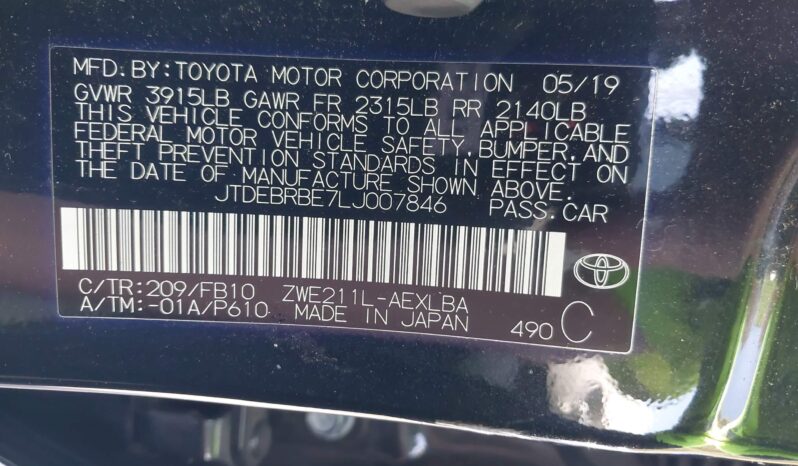 MFD.BY:TOYOTA MOTOR CORPORATION 05/19
GVWR 3915LB GAWR FR 2315LB RR 2140LB
THIS VEHICLE CONFORMS TO ALL APPLICABLE
FEDERAL MOTOR VEHICLE SAFETY,BUMPER,AND
THEFT PREVENTION STANDARDS IN EFFECT ON
THE DATE OF MANUFACTURE SHOWN ABOVE.
JTDEBRBE7LJ007846 PASS.CAR
C/TR:209/FB10 ZWE211L-AEXLBA
A/TM:-01A/P610 MADE IN JAPAN 490 C